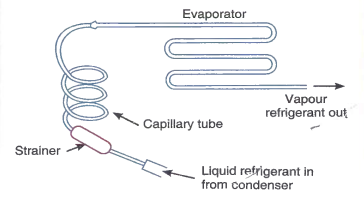 Evaporator
Vapour
refrigerant out
Capillary tube
Strainer
Liquid refrigerant in
from condenser